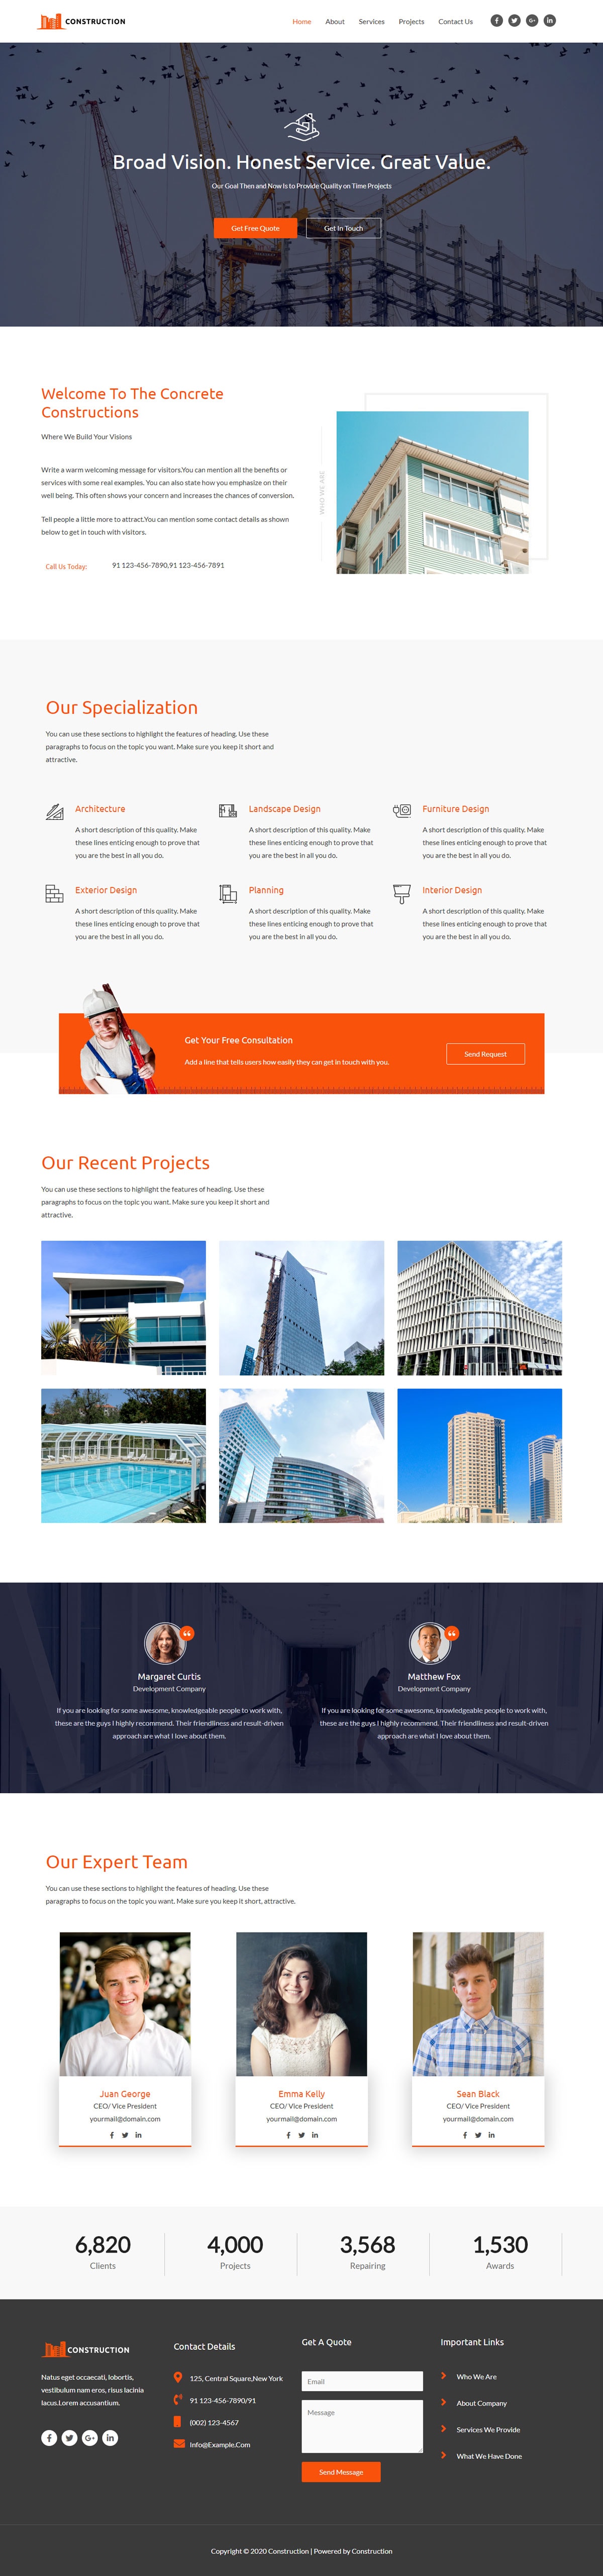 CONSTRUCTION
Home About Services Projects Contact Us
Broad Vision. Honest Service. Great Value.
Our Goal Then and Now Is to Provide Quality on Time Projects
Get Free Quote
Get In Touch
Welcome To The Concrete
Constructions
Where We Build Your Visions
Write a warm welcoming message for visitors.You can mention all the benefits or
services with some real examples. You can also state how you emphasize on their
well being. This often shows your concern and increases the chances of conversion.
Tell people a little more to attract.You can mention some contact details as shown
below to get in touch with visitors.
Call Us Today:
91 123-456-7890,91 123-456-7891
WHO WE ARE
Our Specialization
You can use these sections to highlight the features of heading. Use these
paragraphs to focus on the topic you want. Make sure you keep it short and
attractive.
Architecture
A short description of this quality. Make
these lines enticing enough to prove that
you are the best in all you do.
Landscape Design
A short description of this quality. Make
these lines enticing enough to prove that
you are the best in all you do.
Furniture Design
A short description of this quality. Make
these lines enticing enough to prove that
you are the best in all you do.
Exterior Design
A short description of this quality. Make
these lines enticing enough to prove that
you are the best in all you do.
Planning
A short description of this quality. Make
these lines enticing enough to prove that
you are the best in all you do.
Interior Design
A short description of this quality. Make
these lines enticing enough to prove that
you are the best in all you do.
Get Your Free Consultation
Add a line that tells users how easily they can get in touch with you.
Send Request
Our Recent Projects
You can use these sections to highlight the features of heading. Use these
paragraphs to focus on the topic you want. Make sure you keep it short and
attractive.
Margaret Curtis
Development Company
If you are looking for some awesome, knowledgeable people to work with,
these are the guys I highly recommend. Their friendliness and result-driven
approach are what I love about them.
Matthew Fox
Development Company
If you are looking for some awesome, knowledgeable people to work with,
these are the guys I highly recommend. Their friendliness and result-driven
approach are what I love about them.
Our Expert Team
You can use these sections to highlight the features of heading. Use these
paragraphs to focus on the topic you want. Make sure you keep it short, attractive.
Juan George
CEO/ Vice President
yourmail@domain.com
Emma Kelly
CEO/ Vice President
yourmail@domain.com
Sean Black
CEO/ Vice President
yourmail@domain.com
6,820
Clients
4,000
Projects
3,568
Repairing
1,530
Awards
CONSTRUCTION
Natus eget occaecati, lobortis,
vestibulum nam eros, risus lacinia
lacus.Lorem accusantium.
Contact Details
125, Central Square,New York
91 123-456-7890/91
(002) 123-4567
Info@Example.Com
Get A Quote
Email
Message
Send Message
Important Links
Who We Are
About Company
Services We Provide
What We Have Done
Copyright © 2020 Construction | Powered by Construction